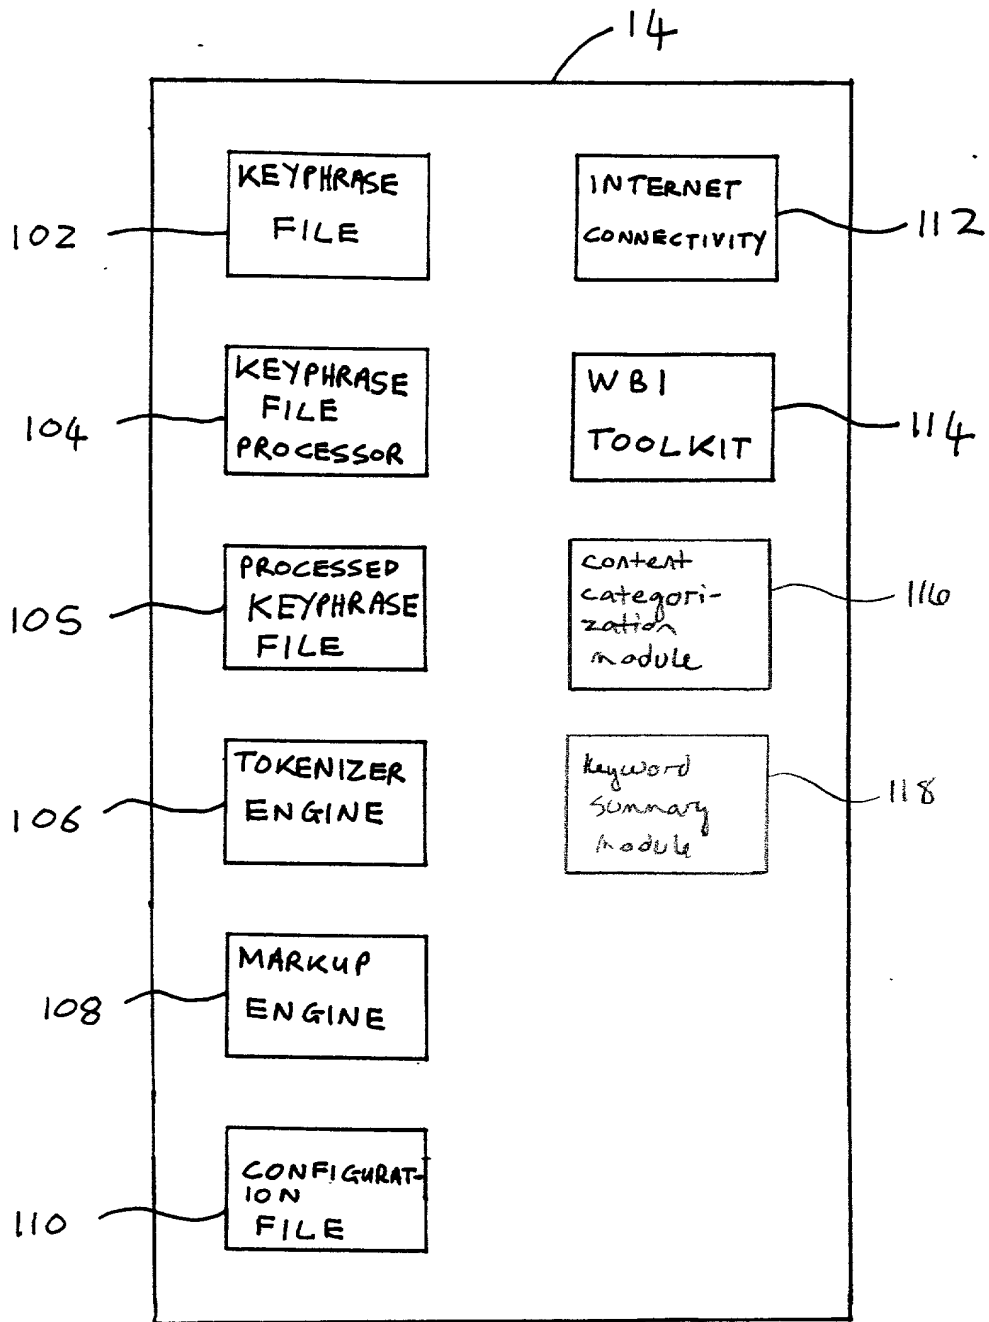 14
KEYPHRASE
FILE
102
KEYPHRASE
FILE
PROCESSOR
104
PROCESSED
KEYPHRASE
FILE
105
TOKENIZER
ENGINE
106
MARKUP
ENGINE
108
CONFIGURAT-
ION
FILE
110
INTERNET
CONNECTIVITY
112
WBI
TOOLKIT
114
content
categori-
zation
module
116
keyword
summary
module
118